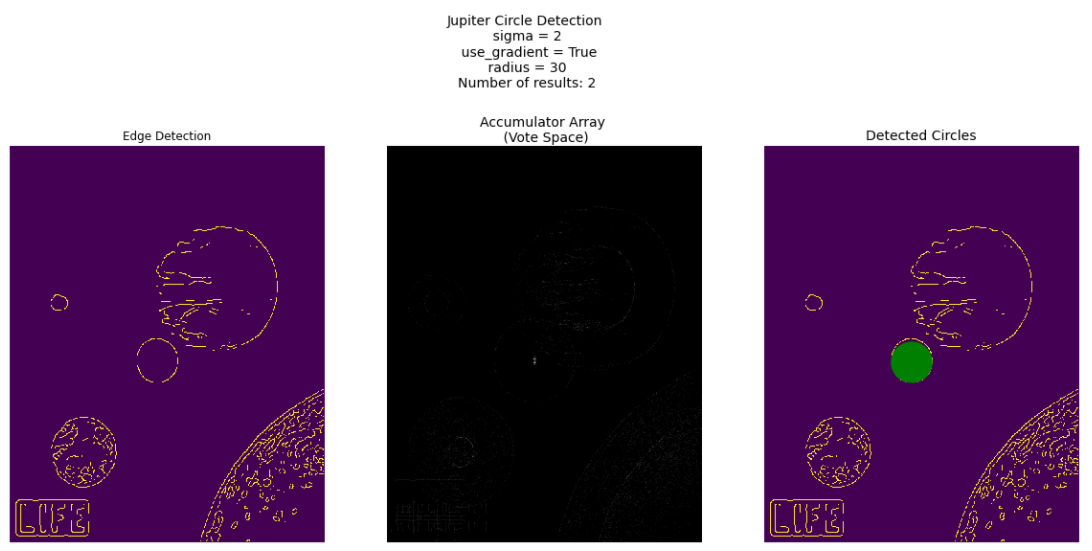 Jupiter Circle Detection
sigma = 2
use_gradient = True
radius = 30
Number of results: 2
Edge Detection
Accumulator Array
(Vote Space)
Detected Circles
LIFE
LIFE